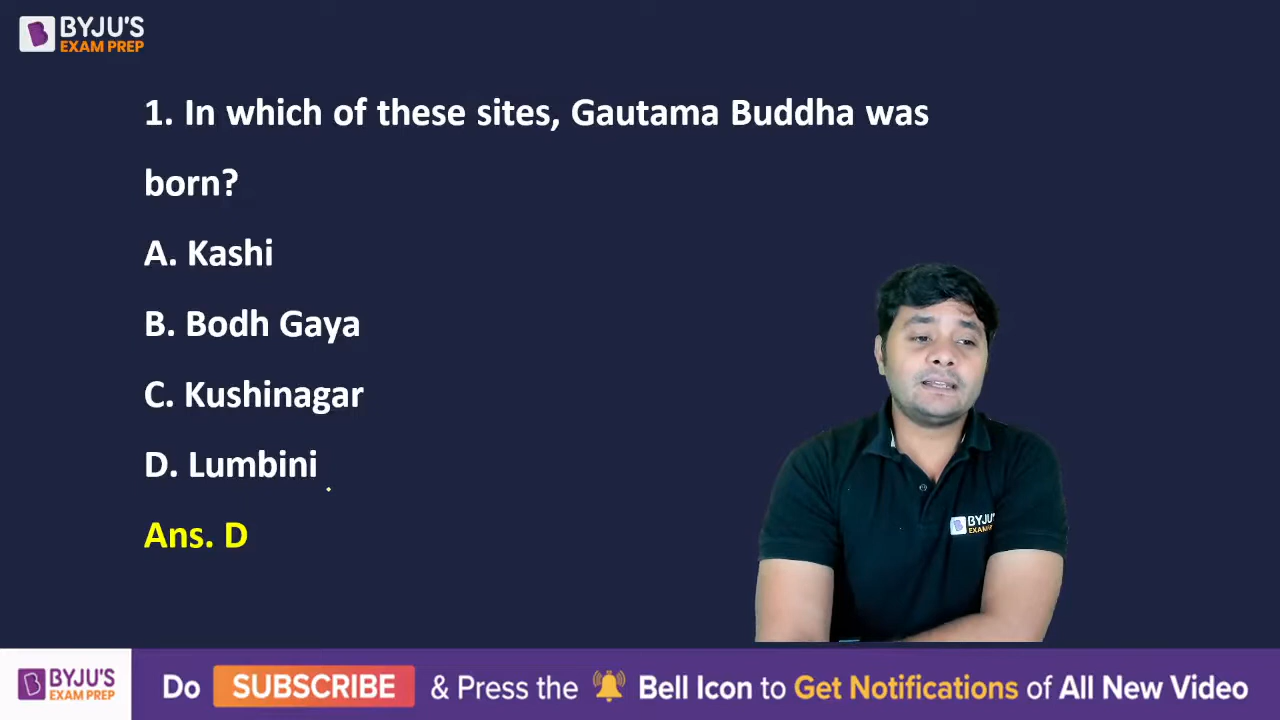 BYJU'S
EXAM PREP
1. In which of these sites, Gautama Buddha was
born?
A. Kashi
B. Bodh Gaya
C. Kushinagar
D. Lumbini
Ans. D
BYJU'S
EXAM PREP
Do SUBSCRIBE & Press the Bell Icon to Get Notifications of All New Video